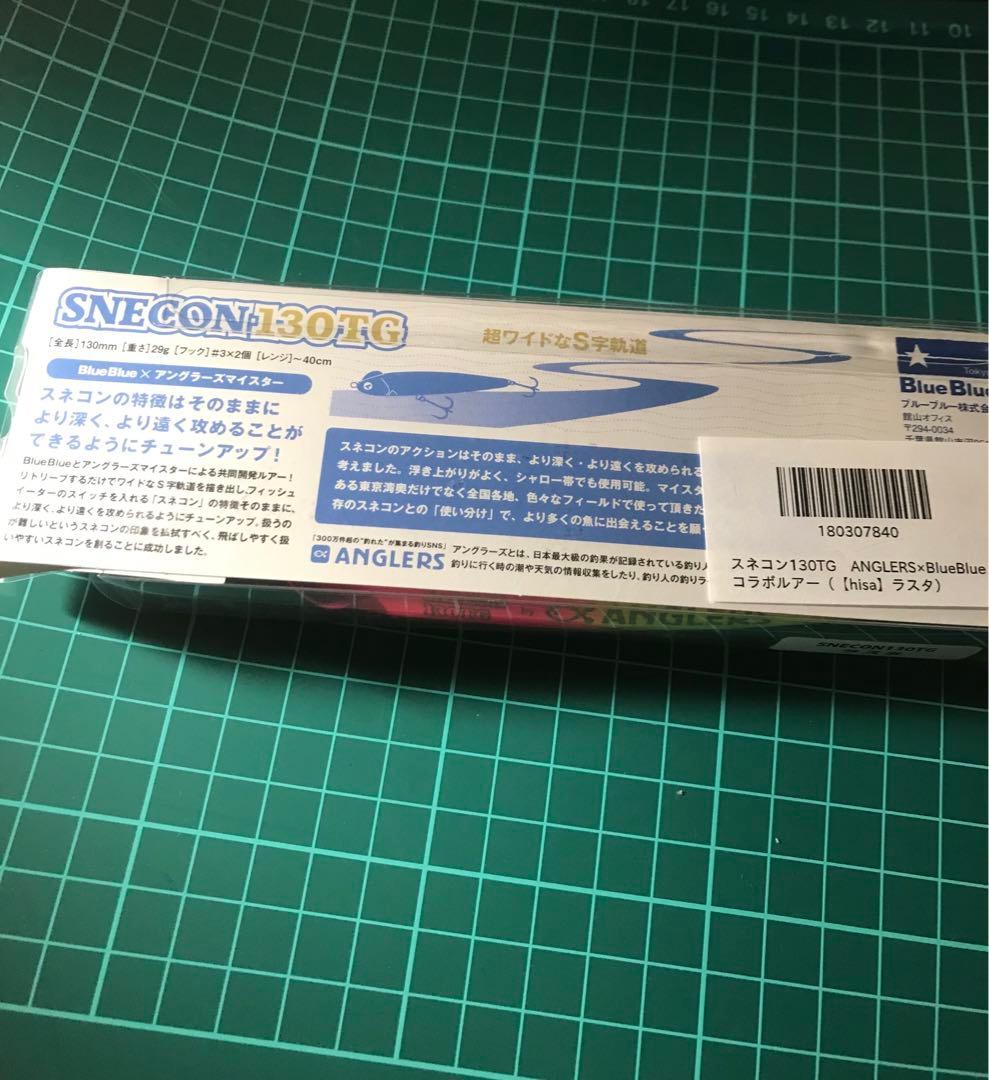 10 11 12 13 14 15 16 17 18 19
SNECON 130TG
[全長]130mm [重さ]29g [フック]#3×2個 [レンジ]~40cm
BlueBlue×アングラーズマイスター
スネコンの特徴はそのままに
より深く、より遠く攻めることが
できるようにチューンアップ!
BlueBlueとアングラーズマイスターによる共同開発ルアー!
リトリーブするだけでワイドなS字軌道を描き出し、フィッシュ
イーターのスイッチを入れる「スネコン」の特徴そのままに、
より深く、より遠くを攻められるようにチューンアップ。扱うの
が難しいというスネコンの印象を払拭すべく、飛ばしやすく扱
いやすいスネコンを創ることに成功しました。
超ワイドなS字軌道
スネコンのアクションはそのまま、より深く・より遠くを攻められる
考えました。浮き上がりがよく、シャロー帯でも使用可能。マイスタ
ある東京湾奥だけでなく全国各地、色々なフィールドで使って頂きた
存のスネコンとの「使い分け」で、より多くの魚に出会えることを願
「300万件超の"釣れた"が集まる釣りSNS」
ANGLERS
アングラーズとは、日本最大級の釣果が記録されている釣り人
釣りに行く時の潮や天気の情報収集をしたり、釣り人の釣りラ
Tokyo
BlueBlue
ブルーブルー株式会
館山オフィス
〒294-0034
180307840
スネコン130TG ANGLERS×BlueBlue
コラボルアー(【hisa】ラスタ)
by ANGLERS
SNECON130TG